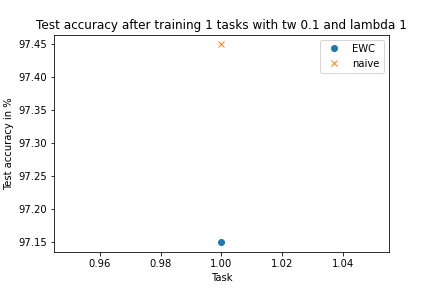 Test accuracy after training 1 tasks with tw 0.1 and lambda 1
EWC
naive
Test accuracy in %
97.45
97.40
97.35
97.30
97.25
97.20
97.15
0.96
0.98
1.00
1.02
1.04
Task